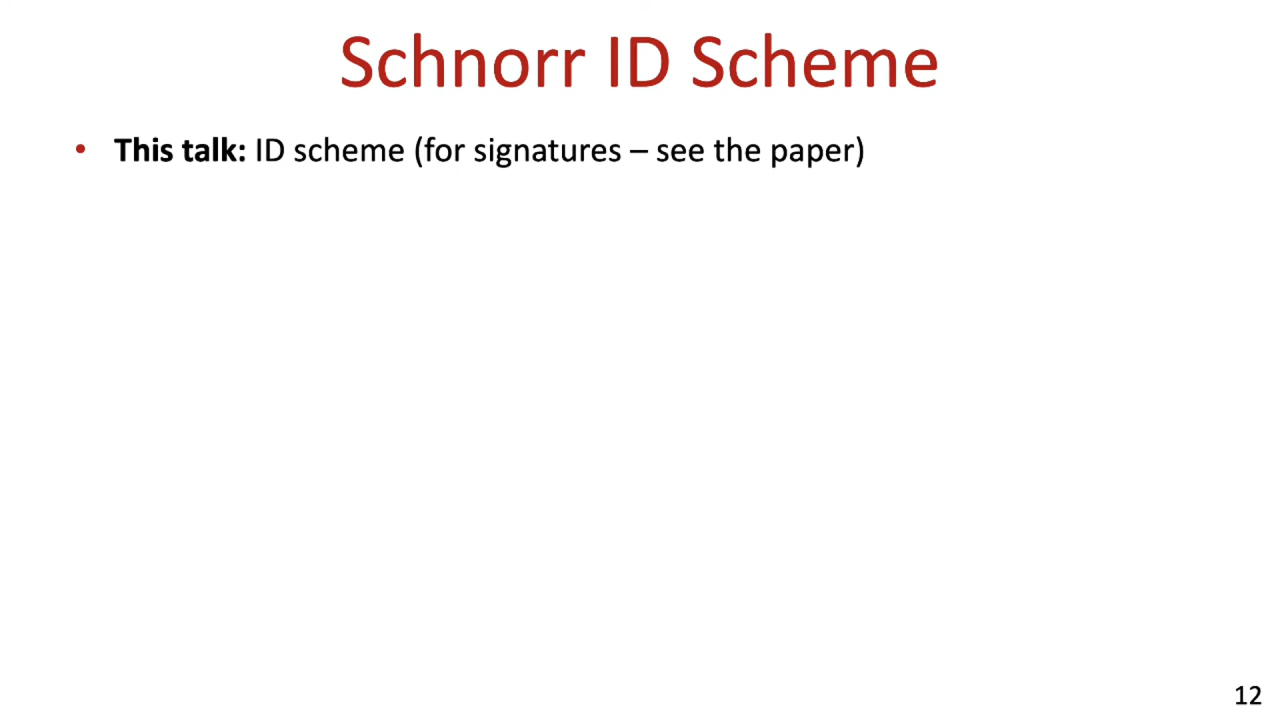 Schnorr ID Scheme
• This talk: ID scheme (for signatures – see the paper)
12